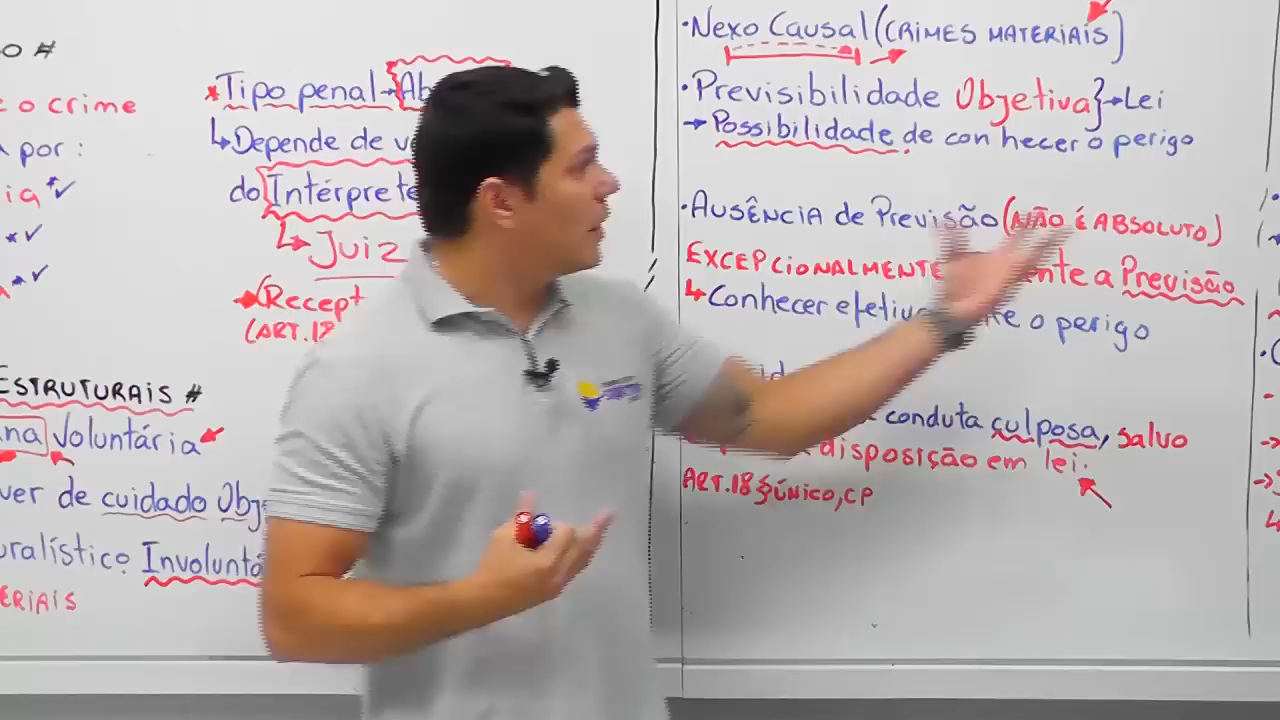 O #
o crime
a por:
*Tipo penal → Ab
↳Depende de
do Intérprete
↳ Juiz
→(Recept
(ART.18
ESTRUTURAIS #
na Voluntária
ver de cuidado Obj
uralístico Involuntá
ERIAIS
•Nexo Causal (CRIMES MATERIAIS)
•Previsibilidade Objetiva}→Lei
→Possibilidade de conhecer o perigo
•AUSÊNCIA de Previsão (NÃO É ABSOLUTO)
EXCEPCIONALMENTE nte a Previsão
↳Conhecer efetiv te o perigo
conduta culposa, salvo
disposição em lei.
ART.18 § único, CP